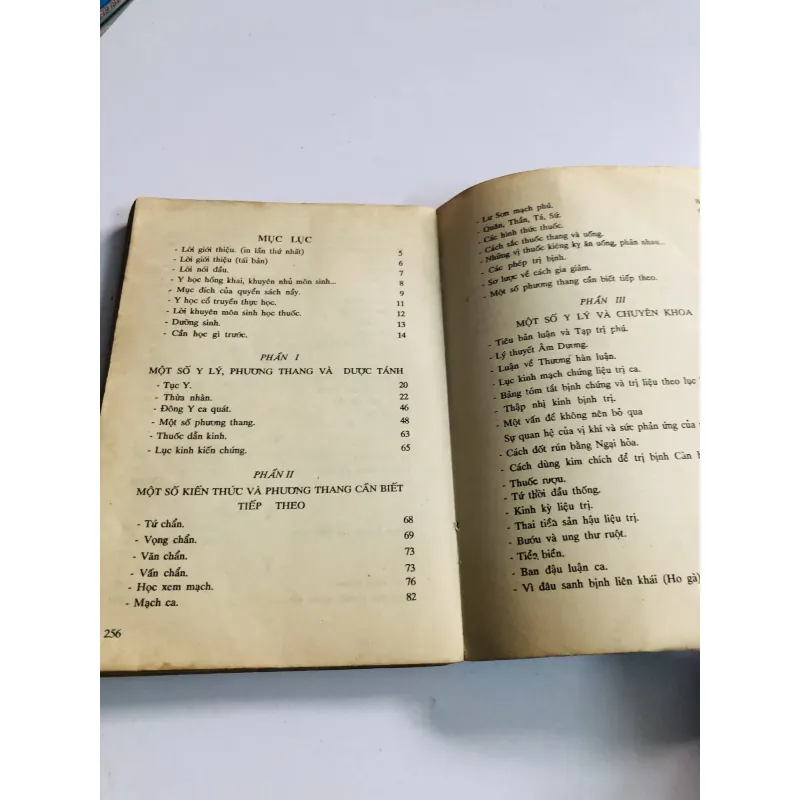 MỤC LỤC
- Lời giới thiệu. (in lần thứ nhất) 5
- Lời giới thiệu (tái bản) 6
- Lời nói đầu. 7
- Y học hồng khai, khuyên nhủ môn sinh... 8
- Mục đích của quyển sách nầy. 9
- Y học cổ truyền thực học. 11
- Lời khuyên môn sinh học thuốc. 12
- Dưỡng sinh. 13
- Cần học gì trước. 14
PHẦN I
MỘT SỐ Y LÝ, PHƯƠNG THANG VÀ DƯỢC TÁNH
- Tục Y. 20
- Thừa nhàn. 22
- Đông Y ca quát. 46
- Một số phương thang. 48
- Thuốc dẫn kinh. 63
- Lục kinh kiến chứng. 65
PHẦN II
MỘT SỐ KIẾN THỨC VÀ PHƯƠNG THANG CẦN BIẾT
TIẾP THEO
- Tứ chẩn. 68
- Vọng chẩn. 69
- Văn chẩn. 73
- Vấn chẩn. 73
- Học xem mạch. 76
- Mạch ca. 82
256
- Lư Sơn mạch phú.
- Quân, Thần, Tá, Sứ.
- Các hình thức thuốc.
- Cách sắc thuốc thang và uống.
- Những vị thuốc kiêng kỵ ăn uống, phản nhau...
- Các phép trị bịnh.
- Sơ lược về cách gia giảm.
- Một số phương thang cần biết tiếp theo.
PHẦN III
MỘT SỐ Y LÝ VÀ CHUYÊN KHOA
- Tiêu bản luận và Tạp trị phú.
- Lý thuyết Âm Dương.
- Luận về Thương hàn luận.
- Lục kinh mạch chứng liệu trị ca.
- Bảng tóm tắt bịnh chứng và trị liệu theo lục
- Thập nhị kinh bịnh trị.
- Một vấn đề không nên bỏ qua
Sự quan hệ của vị khí và sức phản ứng của
- Cách đốt rún bằng Ngại hỏa.
- Cách dùng kim chích để trị bịnh Càn
- Thuốc rượu.
- Tứ thời đầu thống.
- Kinh kỳ liệu trị.
- Thai tiền sản hậu liệu trị.
- Bướu và ung thư ruột.
- Tiểu biển.
- Ban đậu luận ca.
- Vì đâu sanh bịnh liên khái (Ho gà)